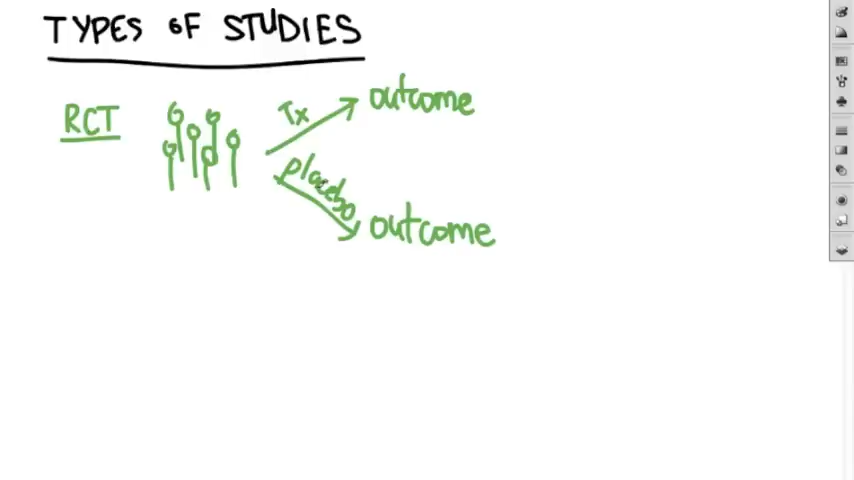 TYPES OF STUDIES
RCT
Tx
outcome
placebo
outcome